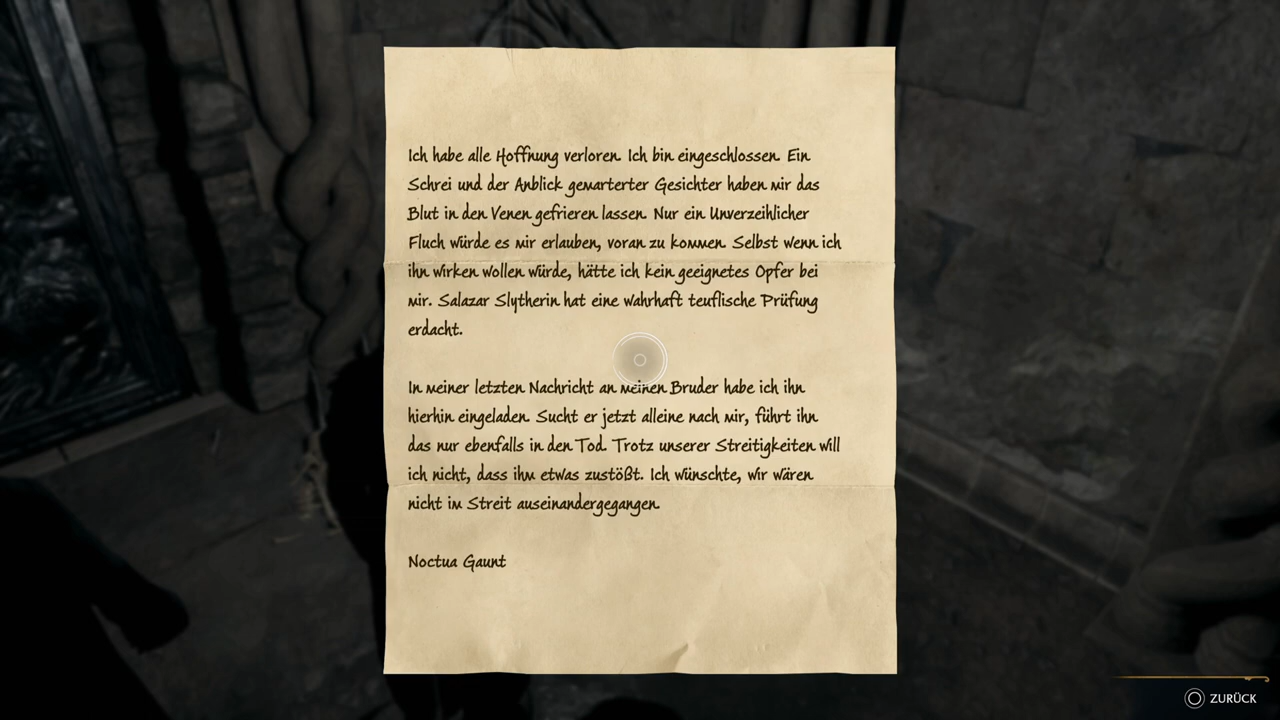 Ich habe alle Hoffnung verloren. Ich bin eingeschlossen. Ein
Schrei und der Anblick gemarterter Gesichter haben mir das
Blut in den Venen gefrieren lassen. Nur ein Unverzeihlicher
Fluch würde es mir erlauben, voran zu kommen. Selbst wenn ich
ihn wirken wollen würde, hätte ich kein geeignetes Opfer bei
mir. Salazar Slytherin hat eine wahrhaft teuflische Prüfung
erdacht.
In meiner letzten Nachricht an meinen Bruder habe ich ihn
hierhin eingeladen. Sucht er jetzt alleine nach mir, führt ihn
das nur ebenfalls in den Tod. Trotz unserer Streitigkeiten will
ich nicht, dass ihm etwas zustößt. Ich wünschte, wir wären
nicht im Streit auseinandergegangen.
Noctua Gaunt
ZURÜCK